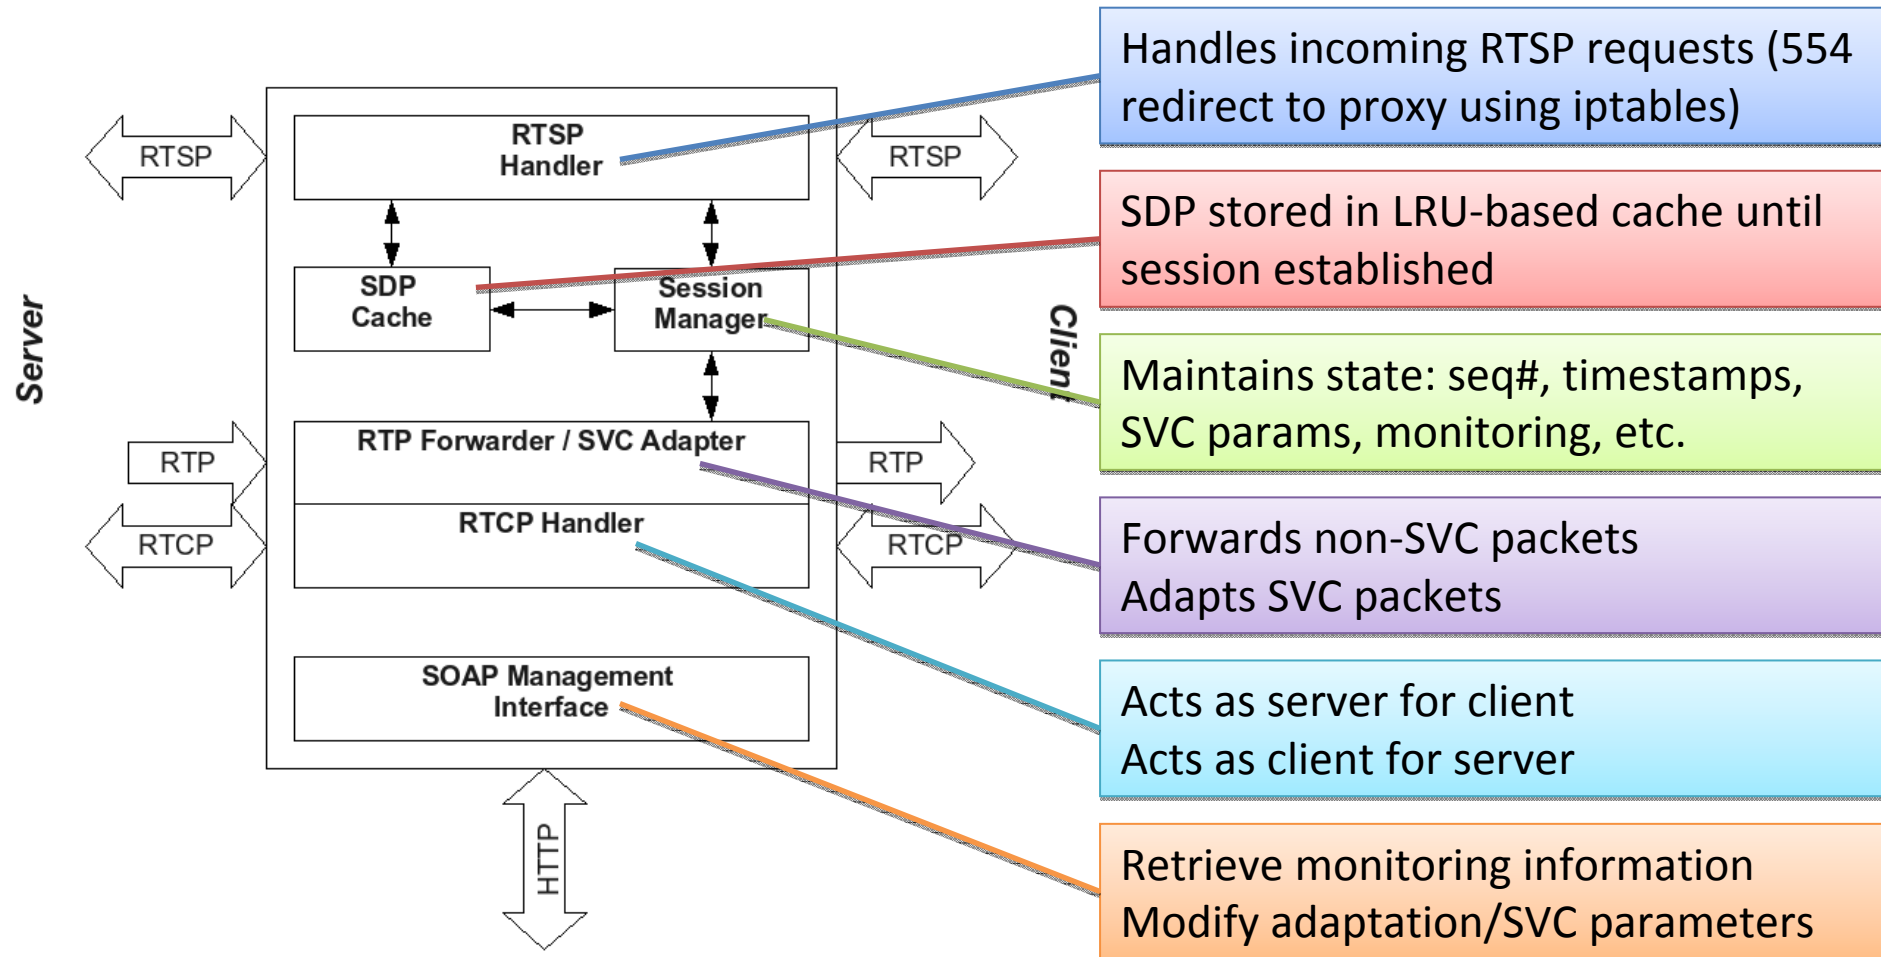 Server
RTSP
RTP
RTCP
RTSP
Handler
SDP
Cache
Session
Manager
RTP Forwarder / SVC Adapter
RTCP Handler
SOAP Management
Interface
HTTP
RTSP
RTP
RTCP
Client
Handles incoming RTSP requests (554
redirect to proxy using iptables)
SDP stored in LRU-based cache until
session established
Maintains state: seq#, timestamps,
SVC params, monitoring, etc.
Forwards non-SVC packets
Adapts SVC packets
Acts as server for client
Acts as client for server
Retrieve monitoring information
Modify adaptation/SVC parameters